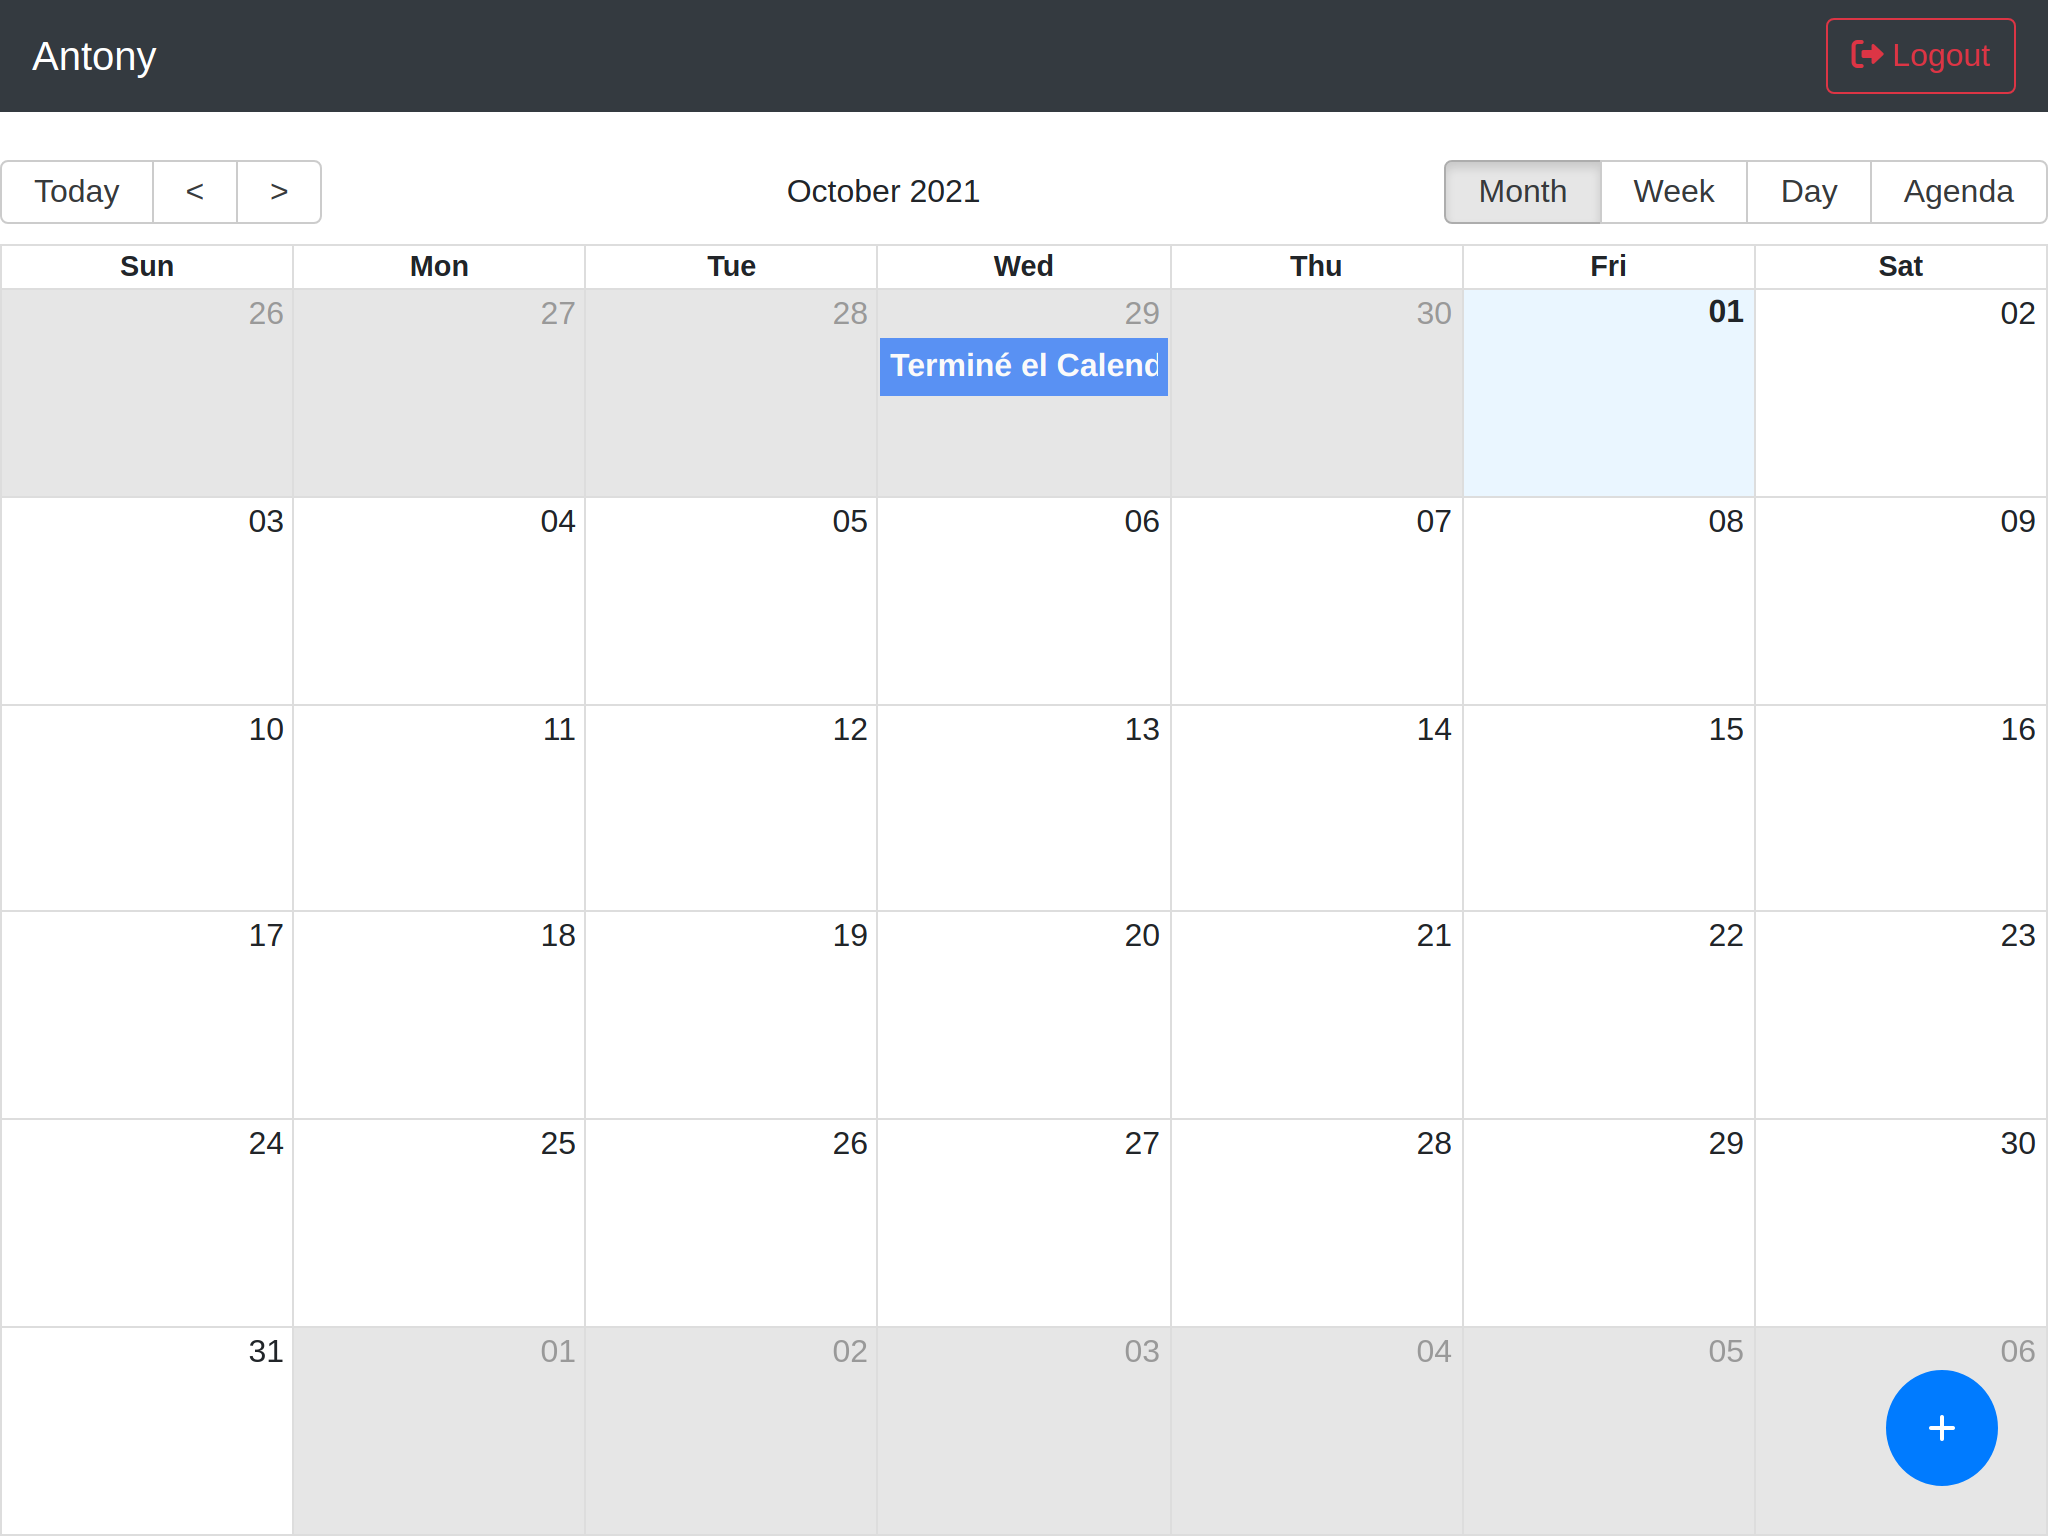 Antony
Logout
Today < > October 2021 Month Week Day Agenda
Sun Mon Tue Wed Thu Fri Sat
26 27 28 29 30 01 02
Terminé el Calend
03 04 05 06 07 08 09
10 11 12 13 14 15 16
17 18 19 20 21 22 23
24 25 26 27 28 29 30
31 01 02 03 04 05 06
+